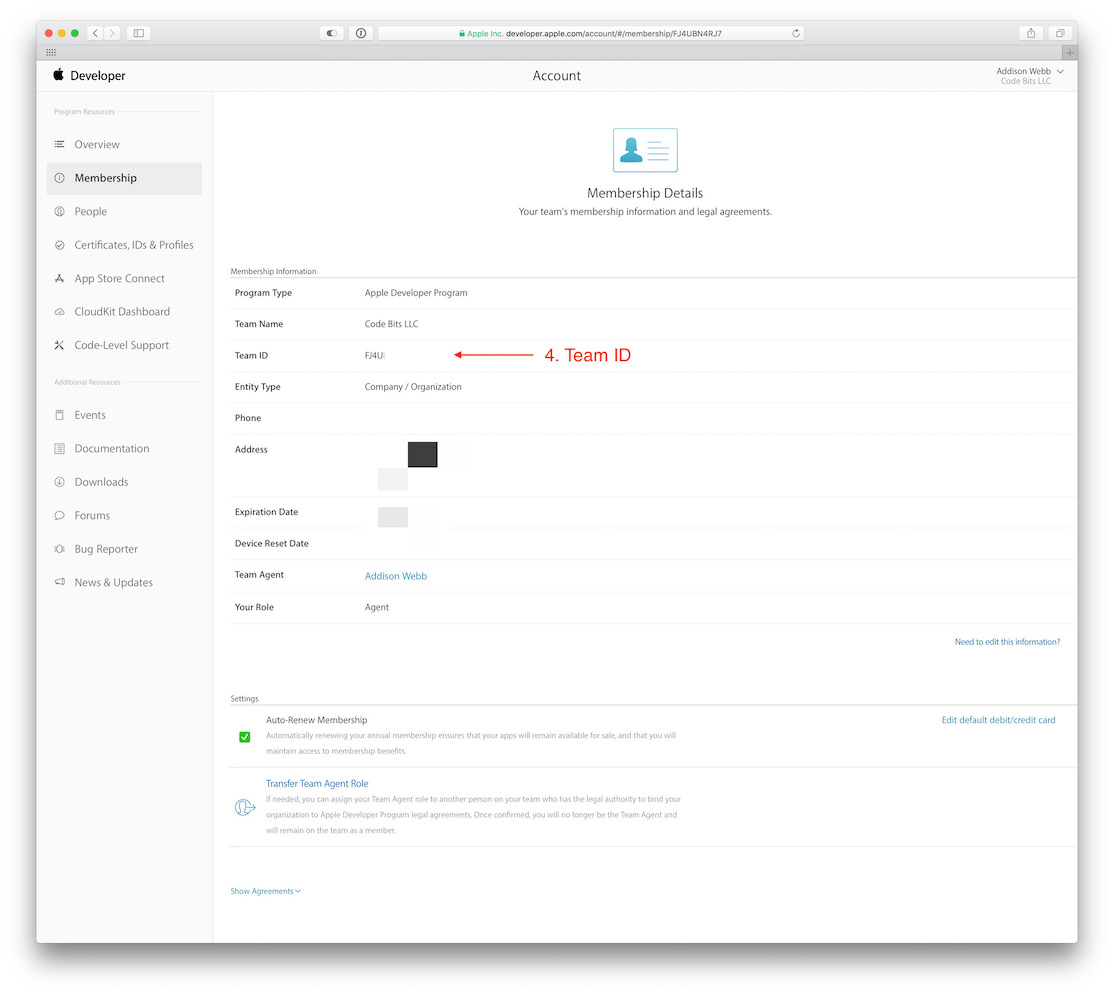 Apple Inc. developer.apple.com/account/#/membership/FJ4UBN4RJ7
Developer
Account
Addison Webb
Code Bits LLC
Program Resources
Overview
Membership
People
Certificates, IDs & Profiles
App Store Connect
CloudKit Dashboard
Code-Level Support
Additional Resources
Events
Documentation
Downloads
Forums
Bug Reporter
News & Updates
Membership Details
Your team's membership information and legal agreements.
Membership Information
Program Type Apple Developer Program
Team Name Code Bits LLC
Team ID FJ4U 4. Team ID
Entity Type Company / Organization
Phone
Address
Expiration Date
Device Reset Date
Team Agent Addison Webb
Your Role Agent
Need to edit this information?
Settings
Auto-Renew Membership Edit default debit/credit card
Automatically renewing your annual membership ensures that your apps will remain available for sale, and that you will
maintain access to membership benefits.
Transfer Team Agent Role
If needed, you can assign your Team Agent role to another person on your team who has the legal authority to bind your
organization to Apple Developer Program legal agreements. Once confirmed, you will no longer be the Team Agent and
will remain on the team as a member.
Show Agreements